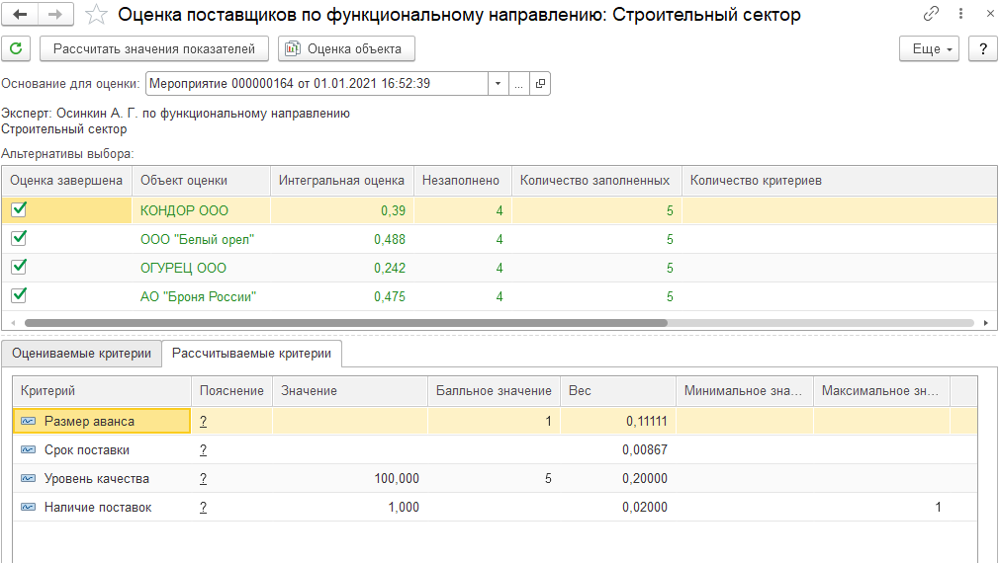 Оценка поставщиков по функциональному направлению: Строительный сектор
Рассчитать значения показателей Оценка объекта Еще ?
Основание для оценки: Мероприятие 000000164 от 01.01.2021 16:52:39 ...
Эксперт: Осинкин А. Г. по функциональному направлению
Строительный сектор
Альтернативы выбора:
Оценка завершена Объект оценки Интегральная оценка Незаполнено Количество заполненных Количество критериев
КОНДОР ООО 0,39 4 5
ООО "Белый орел" 0,488 4 5
ОГУРЕЦ ООО 0,242 4 5
АО "Броня России" 0,475 4 5
Оцениваемые критерии Рассчитываемые критерии
Критерий Пояснение Значение Балльное значение Вес Минимальное зна... Максимальное зн...
Размер аванса ? 1 0,11111
Срок поставки ? 0,00867
Уровень качества ? 100,000 5 0,20000
Наличие поставок ? 1,000 0,02000 1